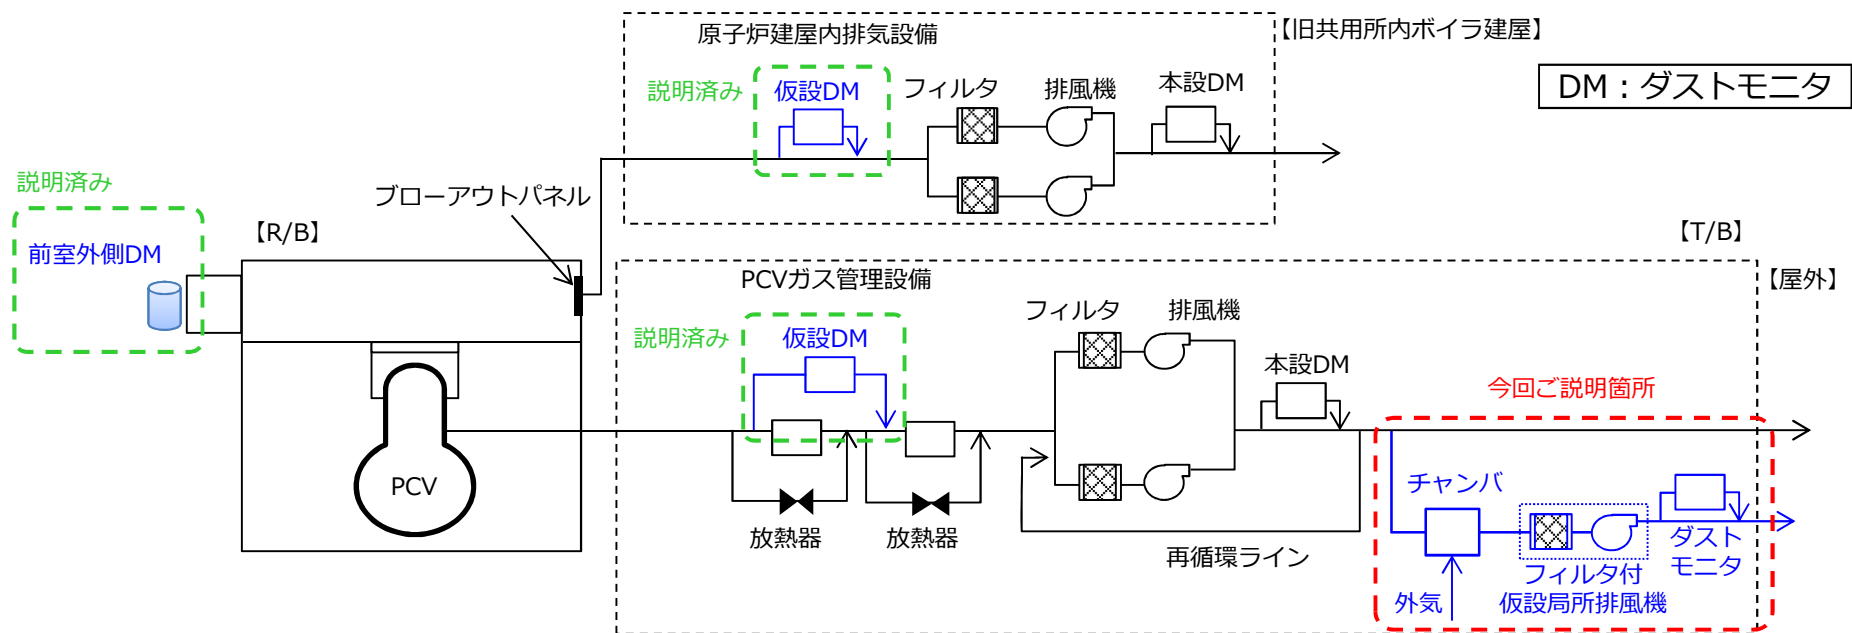 原子炉建屋内排気設備
【旧共用所内ボイラ建屋】
DM：ダストモニタ
説明済み
仮設DM
フィルタ
排風機
本設DM
説明済み
前室外側DM
【R/B】
ブローアウトパネル
【T/B】
【屋外】
PCVガス管理設備
説明済み
仮設DM
フィルタ
排風機
本設DM
今回ご説明箇所
PCV
放熱器
放熱器
再循環ライン
チャンバ
外気
フィルタ付
仮設局所排風機
ダスト
モニタ